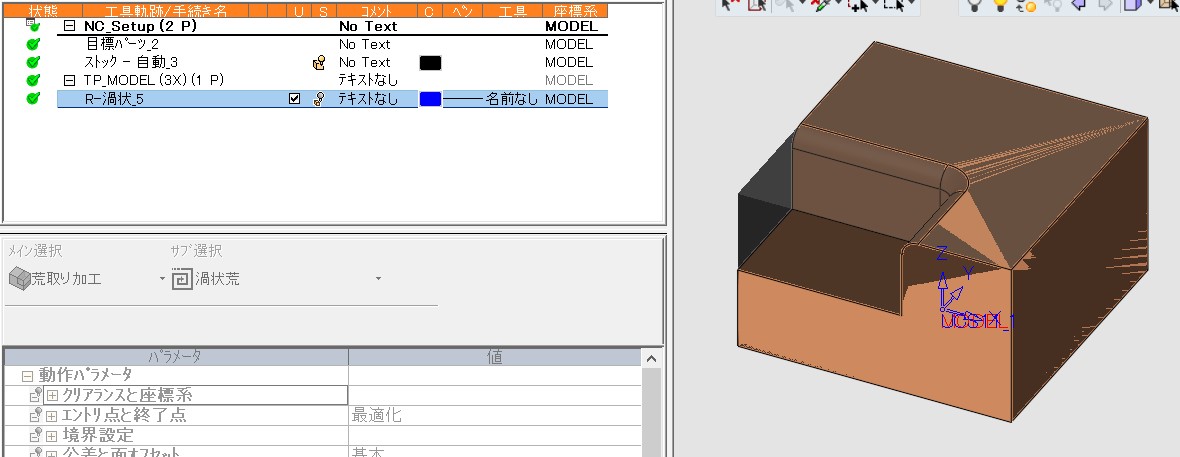 状態 工具軌跡/手続き名 U S コメント C ペン 工具 座標系
NC_Setup (2 P) No Text MODEL
目標パーツ_2 No Text MODEL
ストック - 自動_3 No Text MODEL
TP_MODEL (3X) (1 P) テキストなし MODEL
R-渦状_5 テキストなし 名前なし MODEL
メイン選択 サブ選択
荒取り加工 渦状荒
パラメータ 値
動作パラメータ
クリアランスと座標系
エントリ点と終了点 最適化
境界設定
公差と面オフセット 基本
Z
Y
X